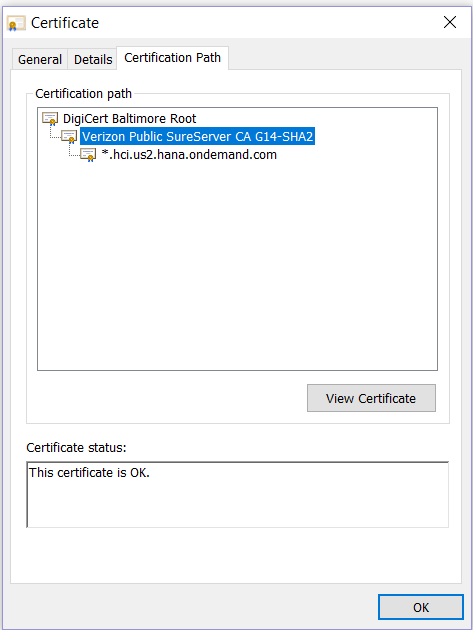 Certificate
General
Details
Certification Path
Certification path
DigiCert Baltimore Root
Verizon Public SureServer CA G14-SHA2
*.hci.us2.hana.ondemand.com
View Certificate
Certificate status:
This certificate is OK.
OK